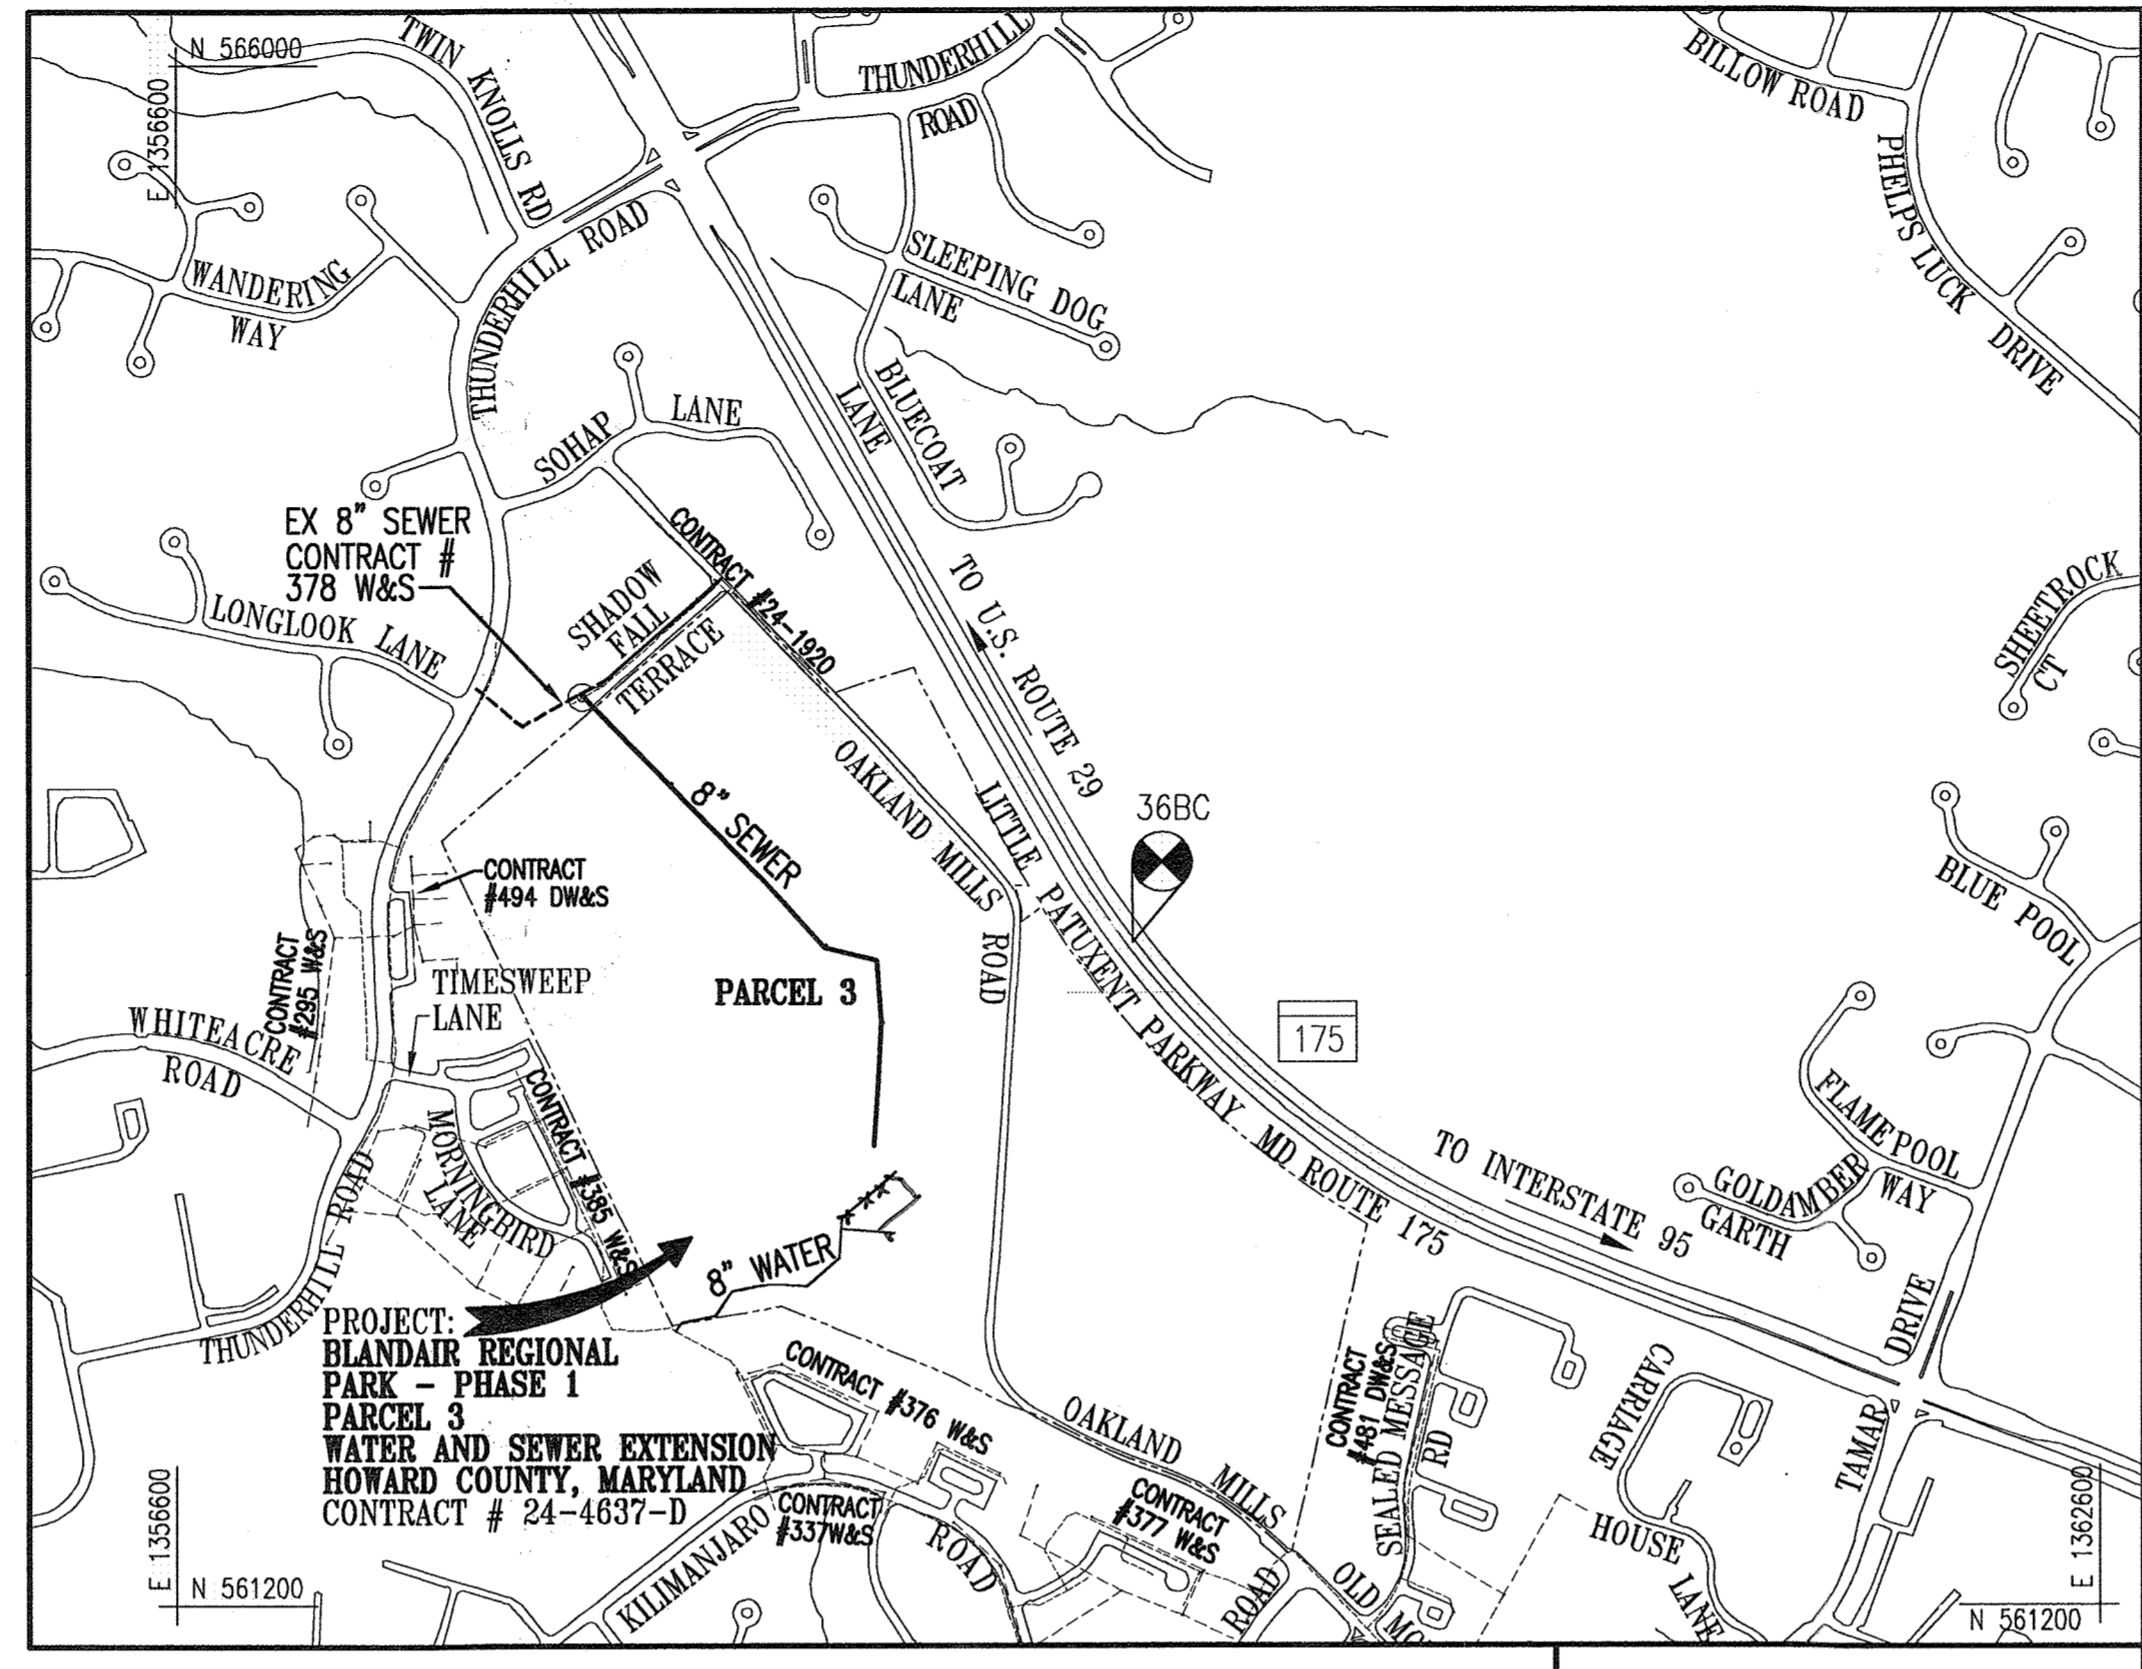 N 566000
E 1356600
TWIN KNOLLS RD
THUNDERHILL
ROAD
BILLOW ROAD
PHELPS LUCK DRIVE
WANDERING
WAY
THUNDERHILL ROAD
SLEEPING DOG
LANE
BLUECOAT
LANE
SOHAP LANE
EX 8" SEWER
CONTRACT #
378 W&S
CONTRACT #24-1920
SHADOW
FALL
TERRACE
LONGLOOK LANE
TO U.S. ROUTE 29
SHEETROCK
CT
8" SEWER
OAKLAND MILLS
ROAD
LITTLE PATUXENT PARKWAY MD ROUTE 175
36BC
BLUE POOL
CONTRACT
#494 DW&S
CONTRACT
#295 W&S
TIMESWEEP
LANE
PARCEL 3
175
WHITEACRE
ROAD
CONTRACT #385 W&S
MORNINGBIRD
LANE
TO INTERSTATE 95
FLAMEPOOL
WAY
GOLDAMBER
GARTH
THUNDERHILL ROAD
8" WATER
PROJECT:
BLANDAIR REGIONAL
PARK - PHASE 1
PARCEL 3
WATER AND SEWER EXTENSION
HOWARD COUNTY, MARYLAND
CONTRACT # 24-4637-D
CONTRACT #376 W&S
CONTRACT
#337W&S
KILIMANJARO
ROAD
OAKLAND MILLS
ROAD
CONTRACT
#377 W&S
CONTRACT
#481 DW&S
SEALED MESSAGE
RD
OLD
CARRIAGE
HOUSE LANE
TAMAR DRIVE
E 1356600
N 561200
E 1362600
N 561200